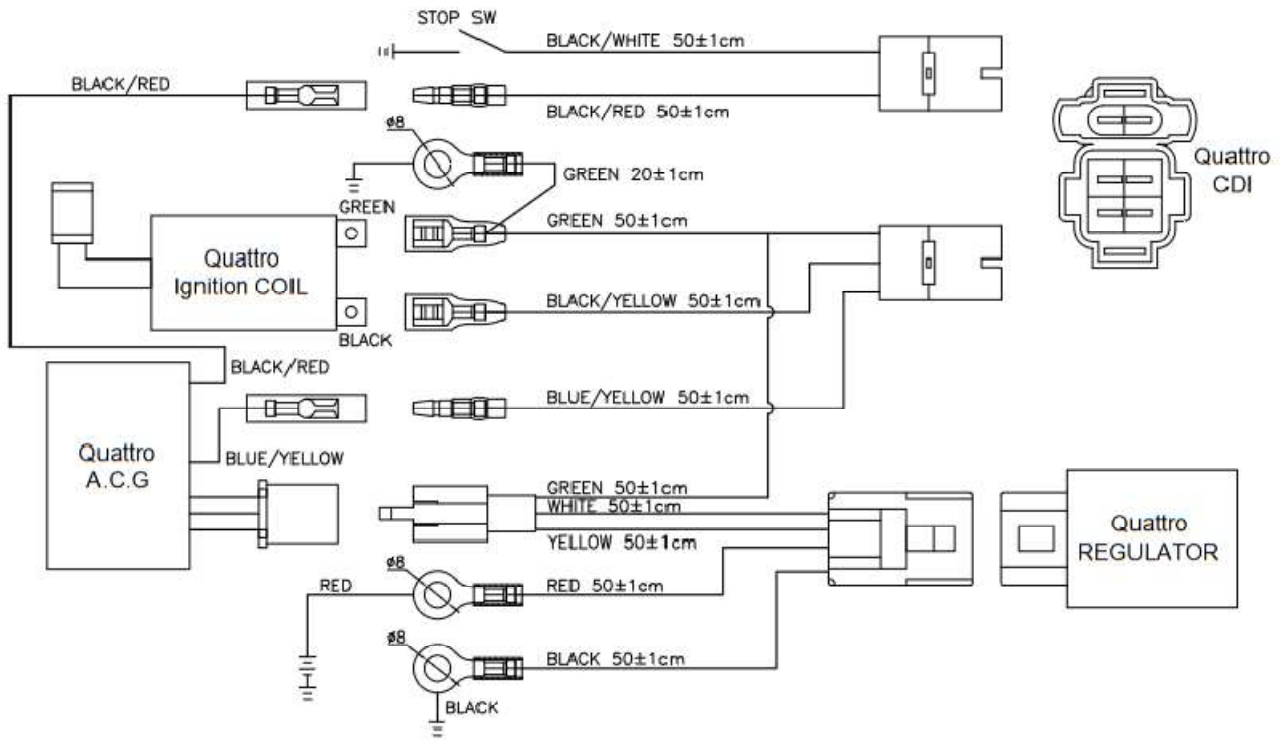 STOP SW
BLACK/WHITE 50±1cm
BLACK/RED
BLACK/RED 50±1cm
ø8
GREEN 20±1cm
Quattro
CDI
GREEN
GREEN 50±1cm
Quattro
Ignition COIL
BLACK/YELLOW 50±1cm
BLACK
BLACK/RED
BLUE/YELLOW 50±1cm
Quattro
A.C.G
BLUE/YELLOW
GREEN 50±1cm
WHITE 50±1cm
YELLOW 50±1cm
Quattro
REGULATOR
ø8
RED
RED 50±1cm
ø8
BLACK 50±1cm
BLACK